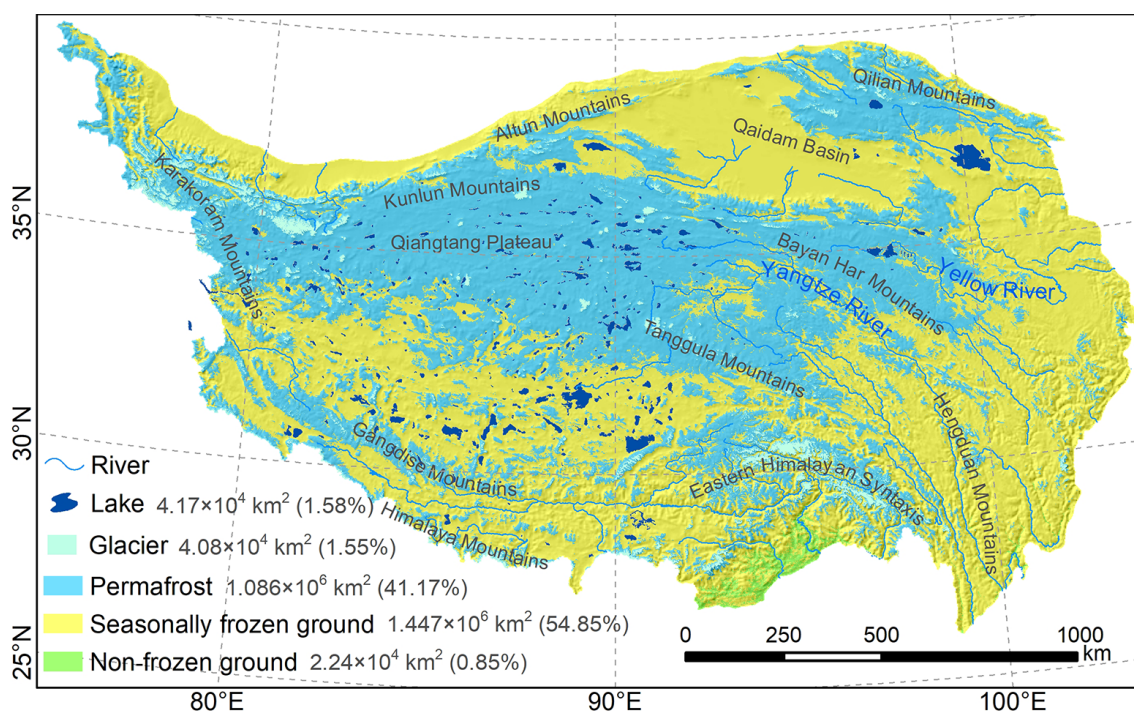 Qilian Mountains
Altun Mountains
Qaidam Basin
Karakoram Mountains
Kunlun Mountains
35°N
Qiangtang Plateau
Bayan Har Mountains
Yellow River
Yangtze River
Tanggula Mountains
Hengduan Mountains
30°N
Gangdise Mountains
Eastern Himalayan Syntaxis
Himalaya Mountains
River
Lake 4.17×10⁴ km² (1.58%)
Glacier 4.08×10⁴ km² (1.55%)
Permafrost 1.086×10⁶ km² (41.17%)
Seasonally frozen ground 1.447×10⁶ km² (54.85%)
Non-frozen ground 2.24×10⁴ km² (0.85%)
0 250 500 1000
km
25°N
80°E 90°E 100°E